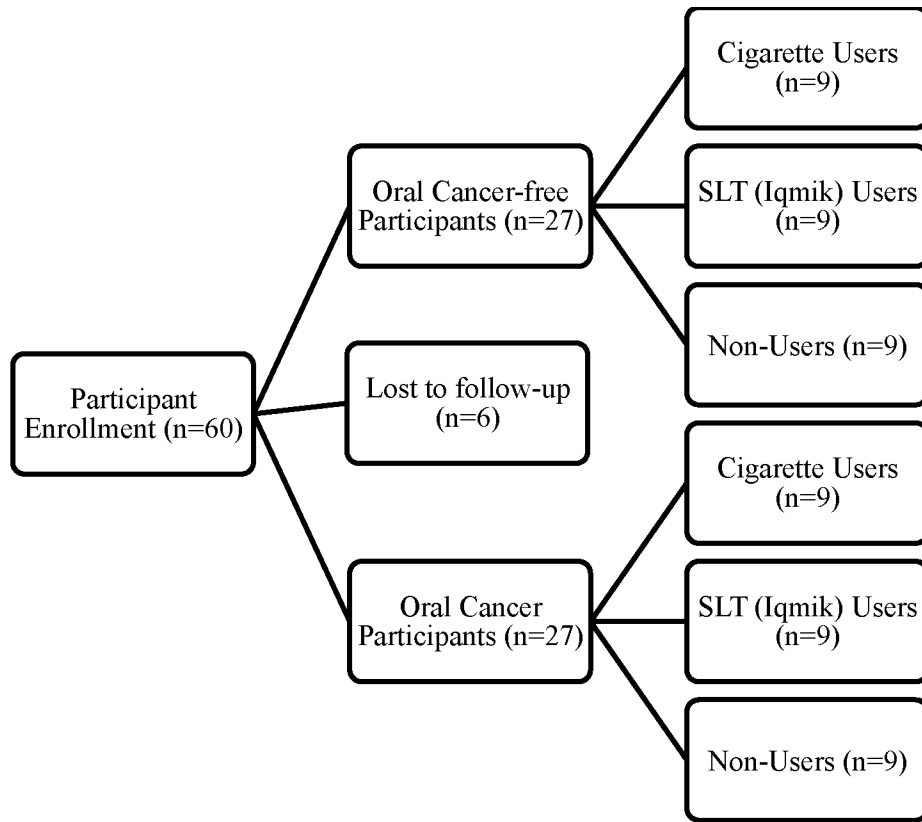 Participant
Enrollment (n=60)
Oral Cancer-free
Participants (n=27)
Cigarette Users
(n=9)
SLT (Iqmik) Users
(n=9)
Non-Users (n=9)
Lost to follow-up
(n=6)
Oral Cancer
Participants (n=27)
Cigarette Users
(n=9)
SLT (Iqmik) Users
(n=9)
Non-Users (n=9)